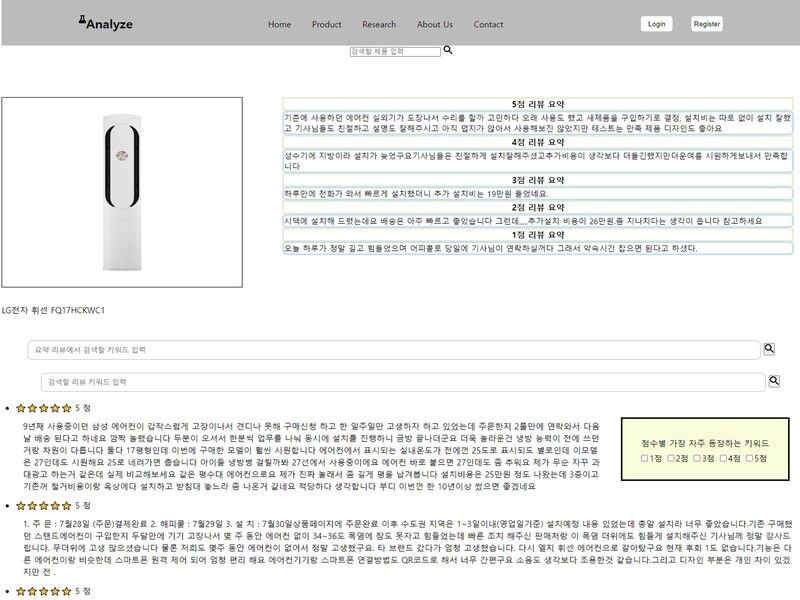 Analyze
Home Product Research About Us Contact
Login Register
검색할 제품 입력
5점 리뷰 요약
기존에 사용하던 에어컨 실외기가 도장나서 수리를 할까 고민하다 오래 사용도 했고 새제품을 구입하기로 결정, 설치비는 따로 없이 설치 잘했
고 기사님들도 친절하고 설명도 잘해주시고 아직 덥지가 않아서 사용해보진 않았지만 테스트는 만족 제품 디자인도 좋아요
4점 리뷰 요약
성수기에 지방이라 설치가 늦었구요기사님들은 친절하게 설치잘해주셨고추가비용이 생각보다 더들긴했지만더운여름 시원하게보내서 만족합
니다
3점 리뷰 요약
하루만에 전화가 와서 빠르게 설치했더니 추가 설치비는 19만원 들었네요.
2점 리뷰 요약
시댁에 설치해 드렸는데요 배송은 아주 빠르고 좋았습니다 그런데,,,,추가설치 비용이 26만원.좀 지나치다는 생각이 듭니다 참고하세요
1점 리뷰 요약
오늘 하루가 정말 길고 힘들었으며 어피콜로 당일에 기사님이 연락하실꺼다 그래서 약속시간 잡으면 된다고 하셨다.
LG전자 휘센 FQ17HCKWC1
요약 리뷰에서 검색할 키워드 입력
검색할 리뷰 키워드 입력
5 점
9년째 사용중이던 삼성 에어컨이 갑작스럽게 고장이나서 견디나 못해 구매신청 하고 한 일주일만 고생하자 하고 있었는데 주문한지 2틀만에 연락와서 다음
날 배송 된다고 하네요 깜짝 놀랬습니다 두분이 오셔서 한분씩 업무를 나눠 동시에 설치를 진행하니 금방 끝나더군요 더욱 놀라운건 냉방 능력이 전에 쓰던
거랑 차원이 다릅니다 둘다 17평형인데 이번에 구매한 모델이 훨씬 시원합니다 에어컨에서 표시되는 실내온도가 전에껀 25도로 표시되도 별로인데 이모델
은 27인데도 시원해요 25로 내려가면 춥습니다 아이들 냉방병 걸릴까봐 27선에서 사용중이에요 에어컨 바로 붙으면 27인데도 좀 추워요 제가 무슨 자꾸 과
대광고 하는거 같은데 실제 비교해보세요 같은 평수대 에어컨으로요 제가 진짜 놀래서 좀 길게 평을 남겨봅니다 설치비용은 25만원 정도 나왔는데 3층이고
기존꺼 철거비용이랑 옥상에다 설치하고 받침대 놓느라 좀 나온거 같네요 적당하다 생각합니다 부디 이번껀 한 10년이상 썼으면 좋겠네요
점수별 가장 자주 등장하는 키워드
1점 2점 3점 4점 5점
5 점
1. 주 문 : 7월28일 (주문)결제완료 2. 해피콜 : 7월29일 3. 설 치 : 7월30일상품페이지에 주문완료 이후 수도권 지역은 1~3일이내(영업일기준) 설치예정 내용 있었는데 종말 설치라 너무 좋았습니다.기존 구매했
던 스탠드에어컨이 구입한지 두달만에 기기 고장나서 몇 주 동안 에어컨 없이 34~36도 폭염에 잠도 못자고 힘들었는데 빠른 조치 해주신 판매처랑 이 폭염 더위에도 힘들게 설치해주신 기사님께 정말 감사드
립니다. 무더위에 고생 많으셨습니다 물론 저희도 몇주동안 에어컨이 없어서 정말 고생했구요. 타 브랜드 갔다가 엄청 고생했습니다. 다시 엘지 휘센 에어컨으로 갈아탔구요 현재 후회 1도 없습니다.기능은 다
른 에어컨이랑 비슷한데 스마트폰 원격 제어 되어 엄청 편리 해요 에어컨기기랑 스마트폰 연결방법도 QR코드로 해서 너무 간편구요 소음도 생각보다 조용한것 같습니다.그리고 디자인 부분은 개인 차이 있겠
지만 전 .
5 점